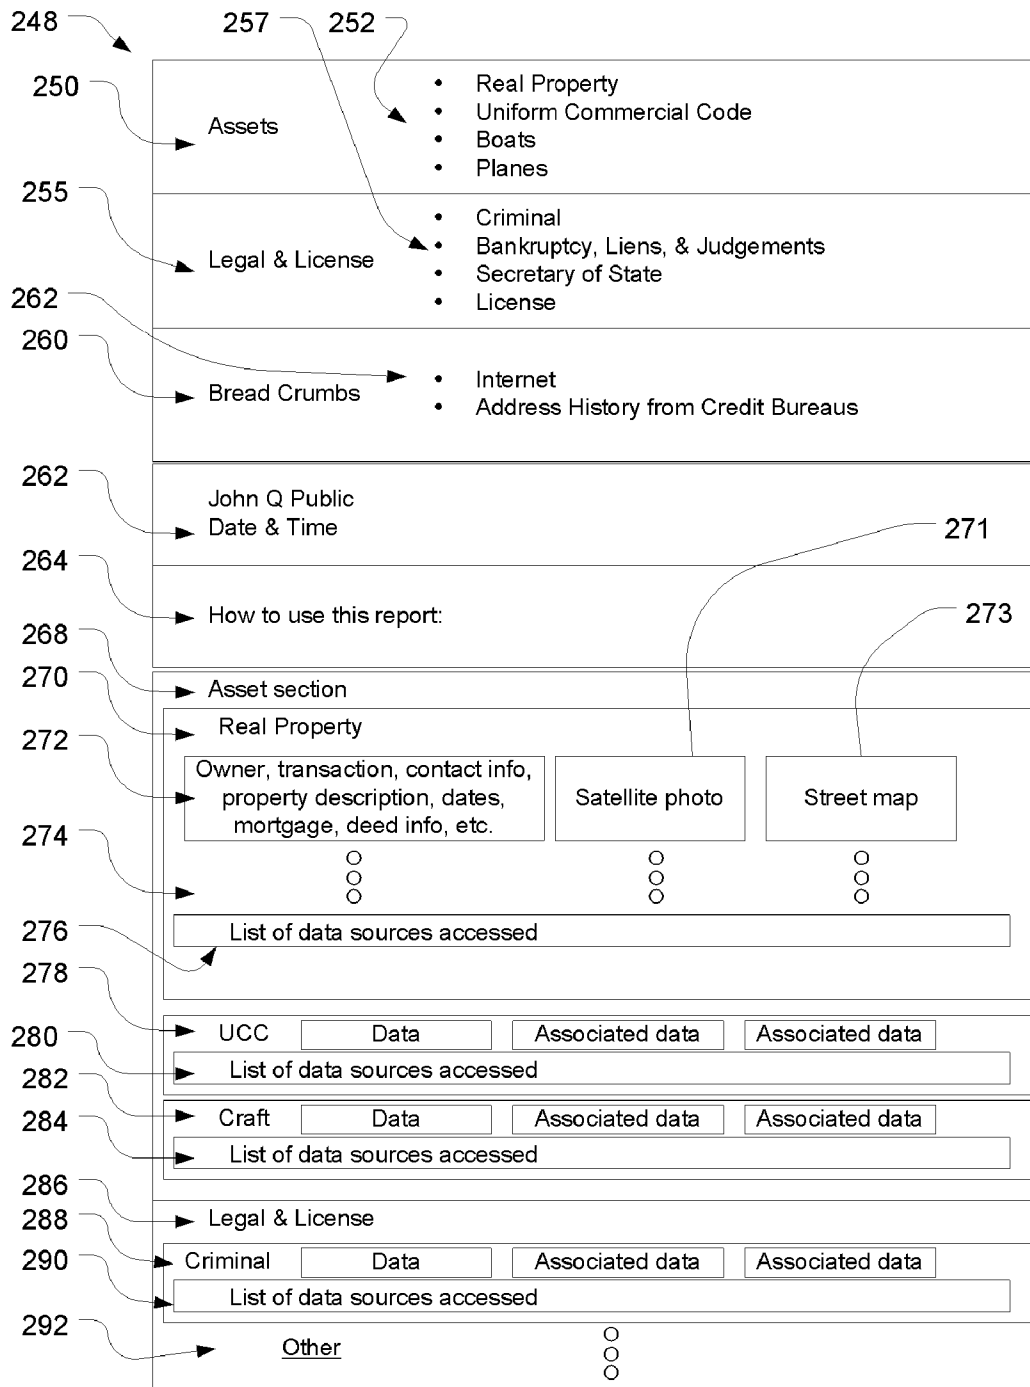 248
257
252
250
Assets
• Real Property
• Uniform Commercial Code
• Boats
• Planes
255
Legal & License
• Criminal
• Bankruptcy, Liens, & Judgements
• Secretary of State
• License
262
260
Bread Crumbs
• Internet
• Address History from Credit Bureaus
262
John Q Public
Date & Time
271
264
How to use this report:
273
268
Asset section
270
Real Property
272
Owner, transaction, contact info,
property description, dates,
mortgage, deed info, etc.
Satellite photo
Street map
274
276
List of data sources accessed
278
UCC Data Associated data Associated data
280
List of data sources accessed
282
Craft Data Associated data Associated data
284
List of data sources accessed
286
Legal & License
288
Criminal Data Associated data Associated data
290
List of data sources accessed
292
Other